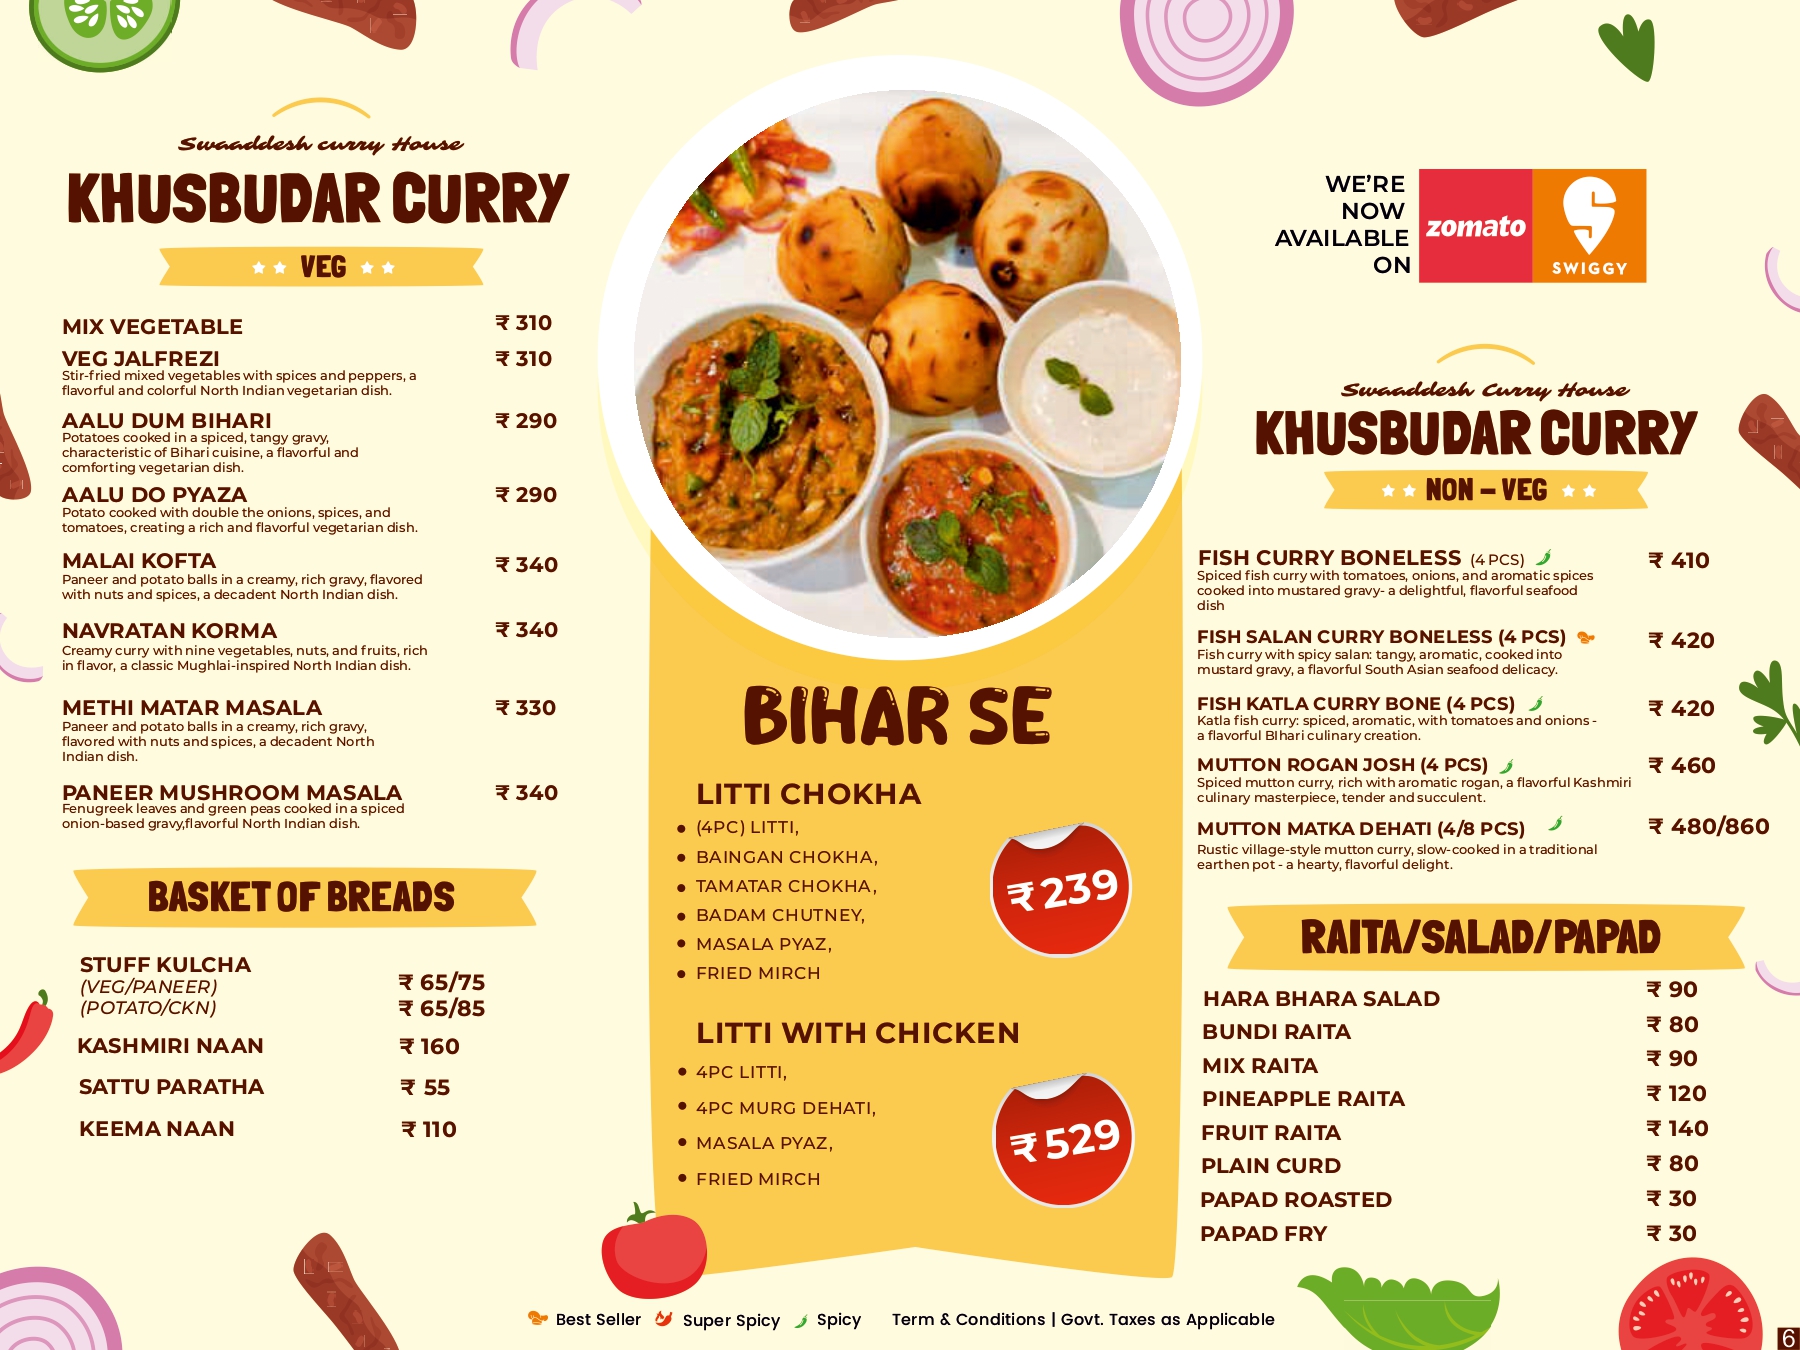 Swaaddesh curry House
KHUSBUDAR CURRY
VEG
MIX VEGETABLE ₹ 310
VEG JALFREZI ₹ 310
Stir-fried mixed vegetables with spices and peppers, a
flavorful and colorful North Indian vegetarian dish.
AALU DUM BIHARI ₹ 290
Potatoes cooked in a spiced, tangy gravy,
characteristic of Bihari cuisine, a flavorful and
comforting vegetarian dish.
AALU DO PYAZA ₹ 290
Potato cooked with double the onions, spices, and
tomatoes, creating a rich and flavorful vegetarian dish.
MALAI KOFTA ₹ 340
Paneer and potato balls in a creamy, rich gravy, flavored
with nuts and spices, a decadent North Indian dish.
NAVRATAN KORMA ₹ 340
Creamy curry with nine vegetables, nuts, and fruits, rich
in flavor, a classic Mughlai-inspired North Indian dish.
METHI MATAR MASALA ₹ 330
Paneer and potato balls in a creamy, rich gravy,
flavored with nuts and spices, a decadent North
Indian dish.
PANEER MUSHROOM MASALA ₹ 340
Fenugreek leaves and green peas cooked in a spiced
onion-based gravy,flavorful North Indian dish.
BASKET OF BREADS
STUFF KULCHA
(VEG/PANEER) ₹ 65/75
(POTATO/CKN) ₹ 65/85
KASHMIRI NAAN ₹ 160
SATTU PARATHA ₹ 55
KEEMA NAAN ₹ 110
BIHAR SE
LITTI CHOKHA
• (4PC) LITTI,
• BAINGAN CHOKHA,
• TAMATAR CHOKHA,
• BADAM CHUTNEY,
• MASALA PYAZ,
• FRIED MIRCH
₹ 239
LITTI WITH CHICKEN
• 4PC LITTI,
• 4PC MURG DEHATI,
• MASALA PYAZ,
• FRIED MIRCH
₹ 529
WE'RE
NOW
AVAILABLE
ON
zomato
SWIGGY
Swaaddesh Curry House
KHUSBUDAR CURRY
NON – VEG
FISH CURRY BONELESS (4 PCS) ₹ 410
Spiced fish curry with tomatoes, onions, and aromatic spices
cooked into mustared gravy- a delightful, flavorful seafood
dish
FISH SALAN CURRY BONELESS (4 PCS) ₹ 420
Fish curry with spicy salan: tangy, aromatic, cooked into
mustard gravy, a flavorful South Asian seafood delicacy.
FISH KATLA CURRY BONE (4 PCS) ₹ 420
Katla fish curry: spiced, aromatic, with tomatoes and onions -
a flavorful BIhari culinary creation.
MUTTON ROGAN JOSH (4 PCS) ₹ 460
Spiced mutton curry, rich with aromatic rogan, a flavorful Kashmiri
culinary masterpiece, tender and succulent.
MUTTON MATKA DEHATI (4/8 PCS) ₹ 480/860
Rustic village-style mutton curry, slow-cooked in a traditional
earthen pot - a hearty, flavorful delight.
RAITA/SALAD/PAPAD
HARA BHARA SALAD ₹ 90
BUNDI RAITA ₹ 80
MIX RAITA ₹ 90
PINEAPPLE RAITA ₹ 120
FRUIT RAITA ₹ 140
PLAIN CURD ₹ 80
PAPAD ROASTED ₹ 30
PAPAD FRY ₹ 30
Best Seller Super Spicy Spicy Term & Conditions | Govt. Taxes as Applicable
6